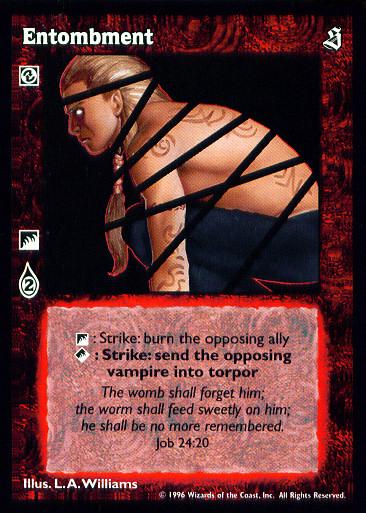 Entombment
2
: Strike: burn the opposing ally
: Strike: send the opposing
vampire into torpor
The womb shall forget him;
the worm shall feed sweetly on him;
he shall be no more remembered.
Job 24:20
Illus. L. A. Williams
© 1996 Wizards of the Coast, Inc. All Rights Reserved.